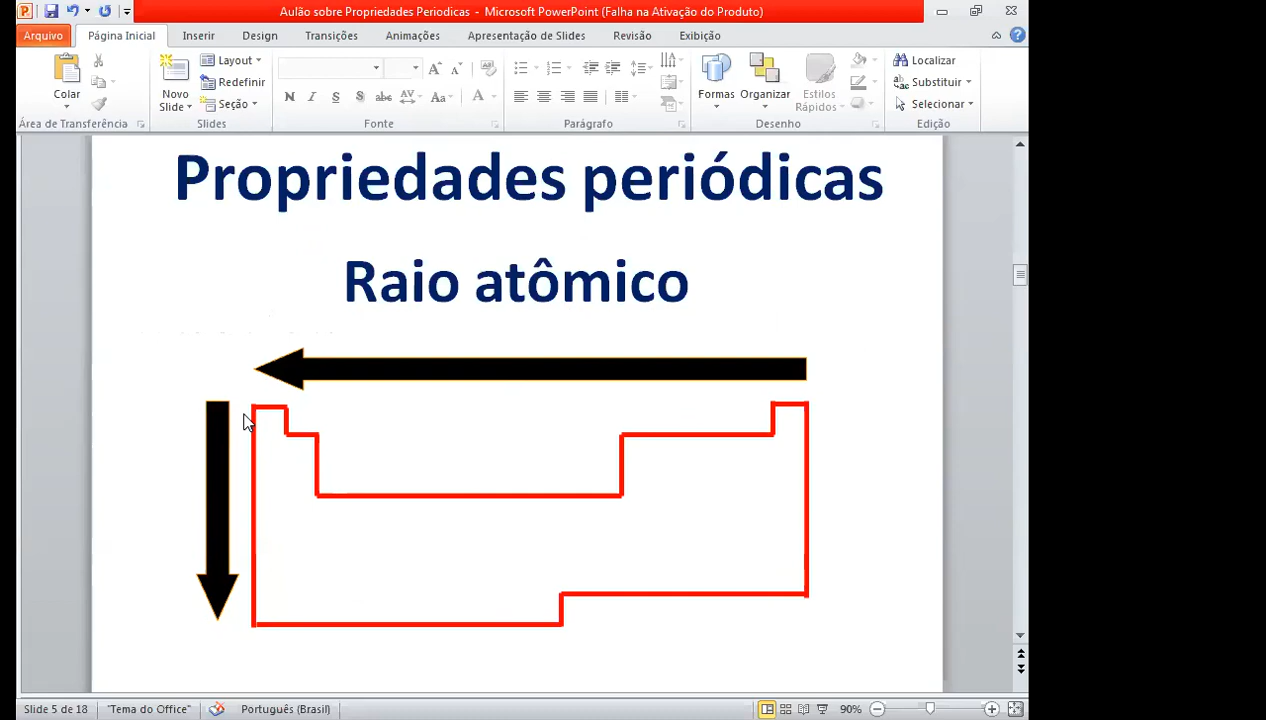 Aulão sobre Propriedades Periodicas - Microsoft PowerPoint (Falha na Ativação do Produto)
Arquivo Página Inicial Inserir Design Transições Animações Apresentação de Slides Revisão Exibição
Colar
Novo Slide
Layout
Redefinir
Seção
N I S S abc AV Aa A
A A
Formas
Organizar
Estilos Rápidos
Localizar
Substituir
Selecionar
Área de Transferência Slides Fonte Parágrafo Desenho Edição
Propriedades periódicas
Raio atômico
Slide 5 de 18 "Tema do Office" Português (Brasil) 90%